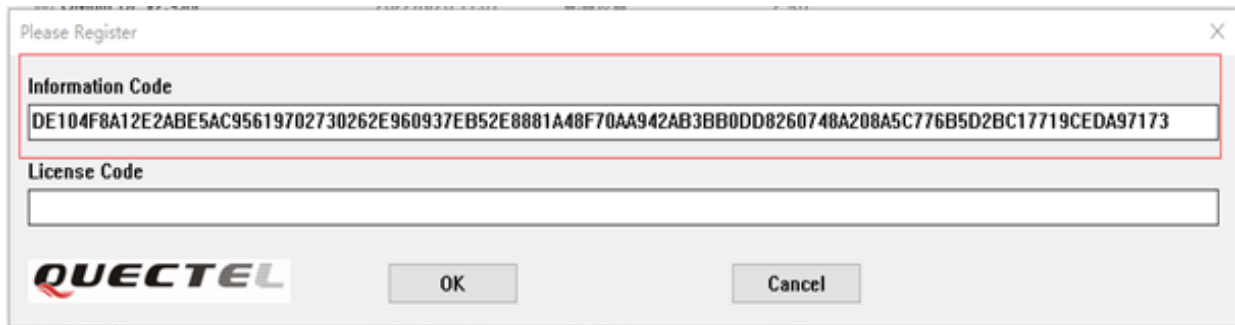 Please Register
Information Code
DE104F8A12E2ABE5AC95619702730262E960937EB52E8881A48F70AA942AB3BB0DD8260748A208A5C776B5D2BC17719CEDA97173
License Code
QUECTEL
OK
Cancel